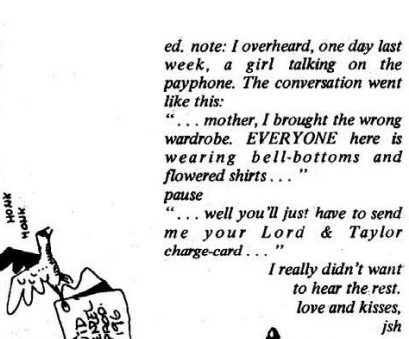 ed. note: I overheard, one day last
week, a girl talking on the
payphone. The conversation went
like this:
“. . . mother, I brought the wrong
wardrobe. EVERYONE here is
wearing bell-bottoms and
flowered shirts . . . ”
pause
“. . . well you’ll just have to send
me your Lord & Taylor
charge-card . . . ”
I really didn’t want
to hear the rest.
love and kisses,
jsh
HONK
HONK